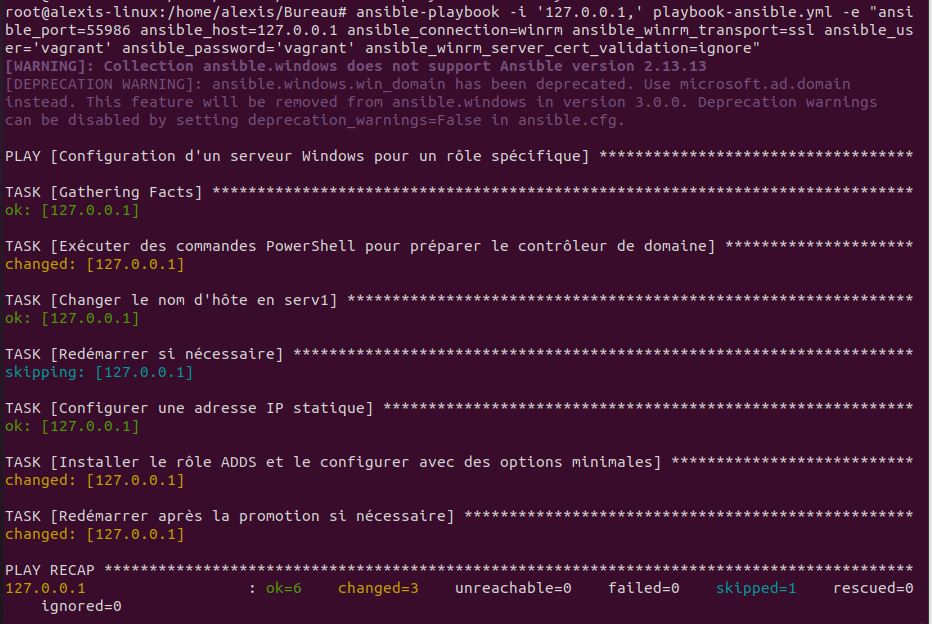 root@alexis-linux:/home/alexis/Bureau# ansible-playbook -i '127.0.0.1,' playbook-ansible.yml -e "ansi
ble_port=55986 ansible_host=127.0.0.1 ansible_connection=winrm ansible_winrm_transport=ssl ansible_us
er='vagrant' ansible_password='vagrant' ansible_winrm_server_cert_validation=ignore"
[WARNING]: Collection ansible.windows does not support Ansible version 2.13.13
[DEPRECATION WARNING]: ansible.windows.win_domain has been deprecated. Use microsoft.ad.domain
instead. This feature will be removed from ansible.windows in version 3.0.0. Deprecation warnings
can be disabled by setting deprecation_warnings=False in ansible.cfg.
PLAY [Configuration d'un serveur Windows pour un rôle spécifique] ***********************************
TASK [Gathering Facts] ******************************************************************************
ok: [127.0.0.1]
TASK [Exécuter des commandes PowerShell pour préparer le contrôleur de domaine] *********************
changed: [127.0.0.1]
TASK [Changer le nom d'hôte en serv1] ***************************************************************
ok: [127.0.0.1]
TASK [Redémarrer si nécessaire] *********************************************************************
skipping: [127.0.0.1]
TASK [Configurer une adresse IP statique] ***********************************************************
ok: [127.0.0.1]
TASK [Installer le rôle ADDS et le configurer avec des options minimales] ***************************
changed: [127.0.0.1]
TASK [Redémarrer après la promotion si nécessaire] **************************************************
changed: [127.0.0.1]
PLAY RECAP ******************************************************************************************
127.0.0.1                  : ok=6    changed=3    unreachable=0    failed=0    skipped=1    rescued=0
    ignored=0